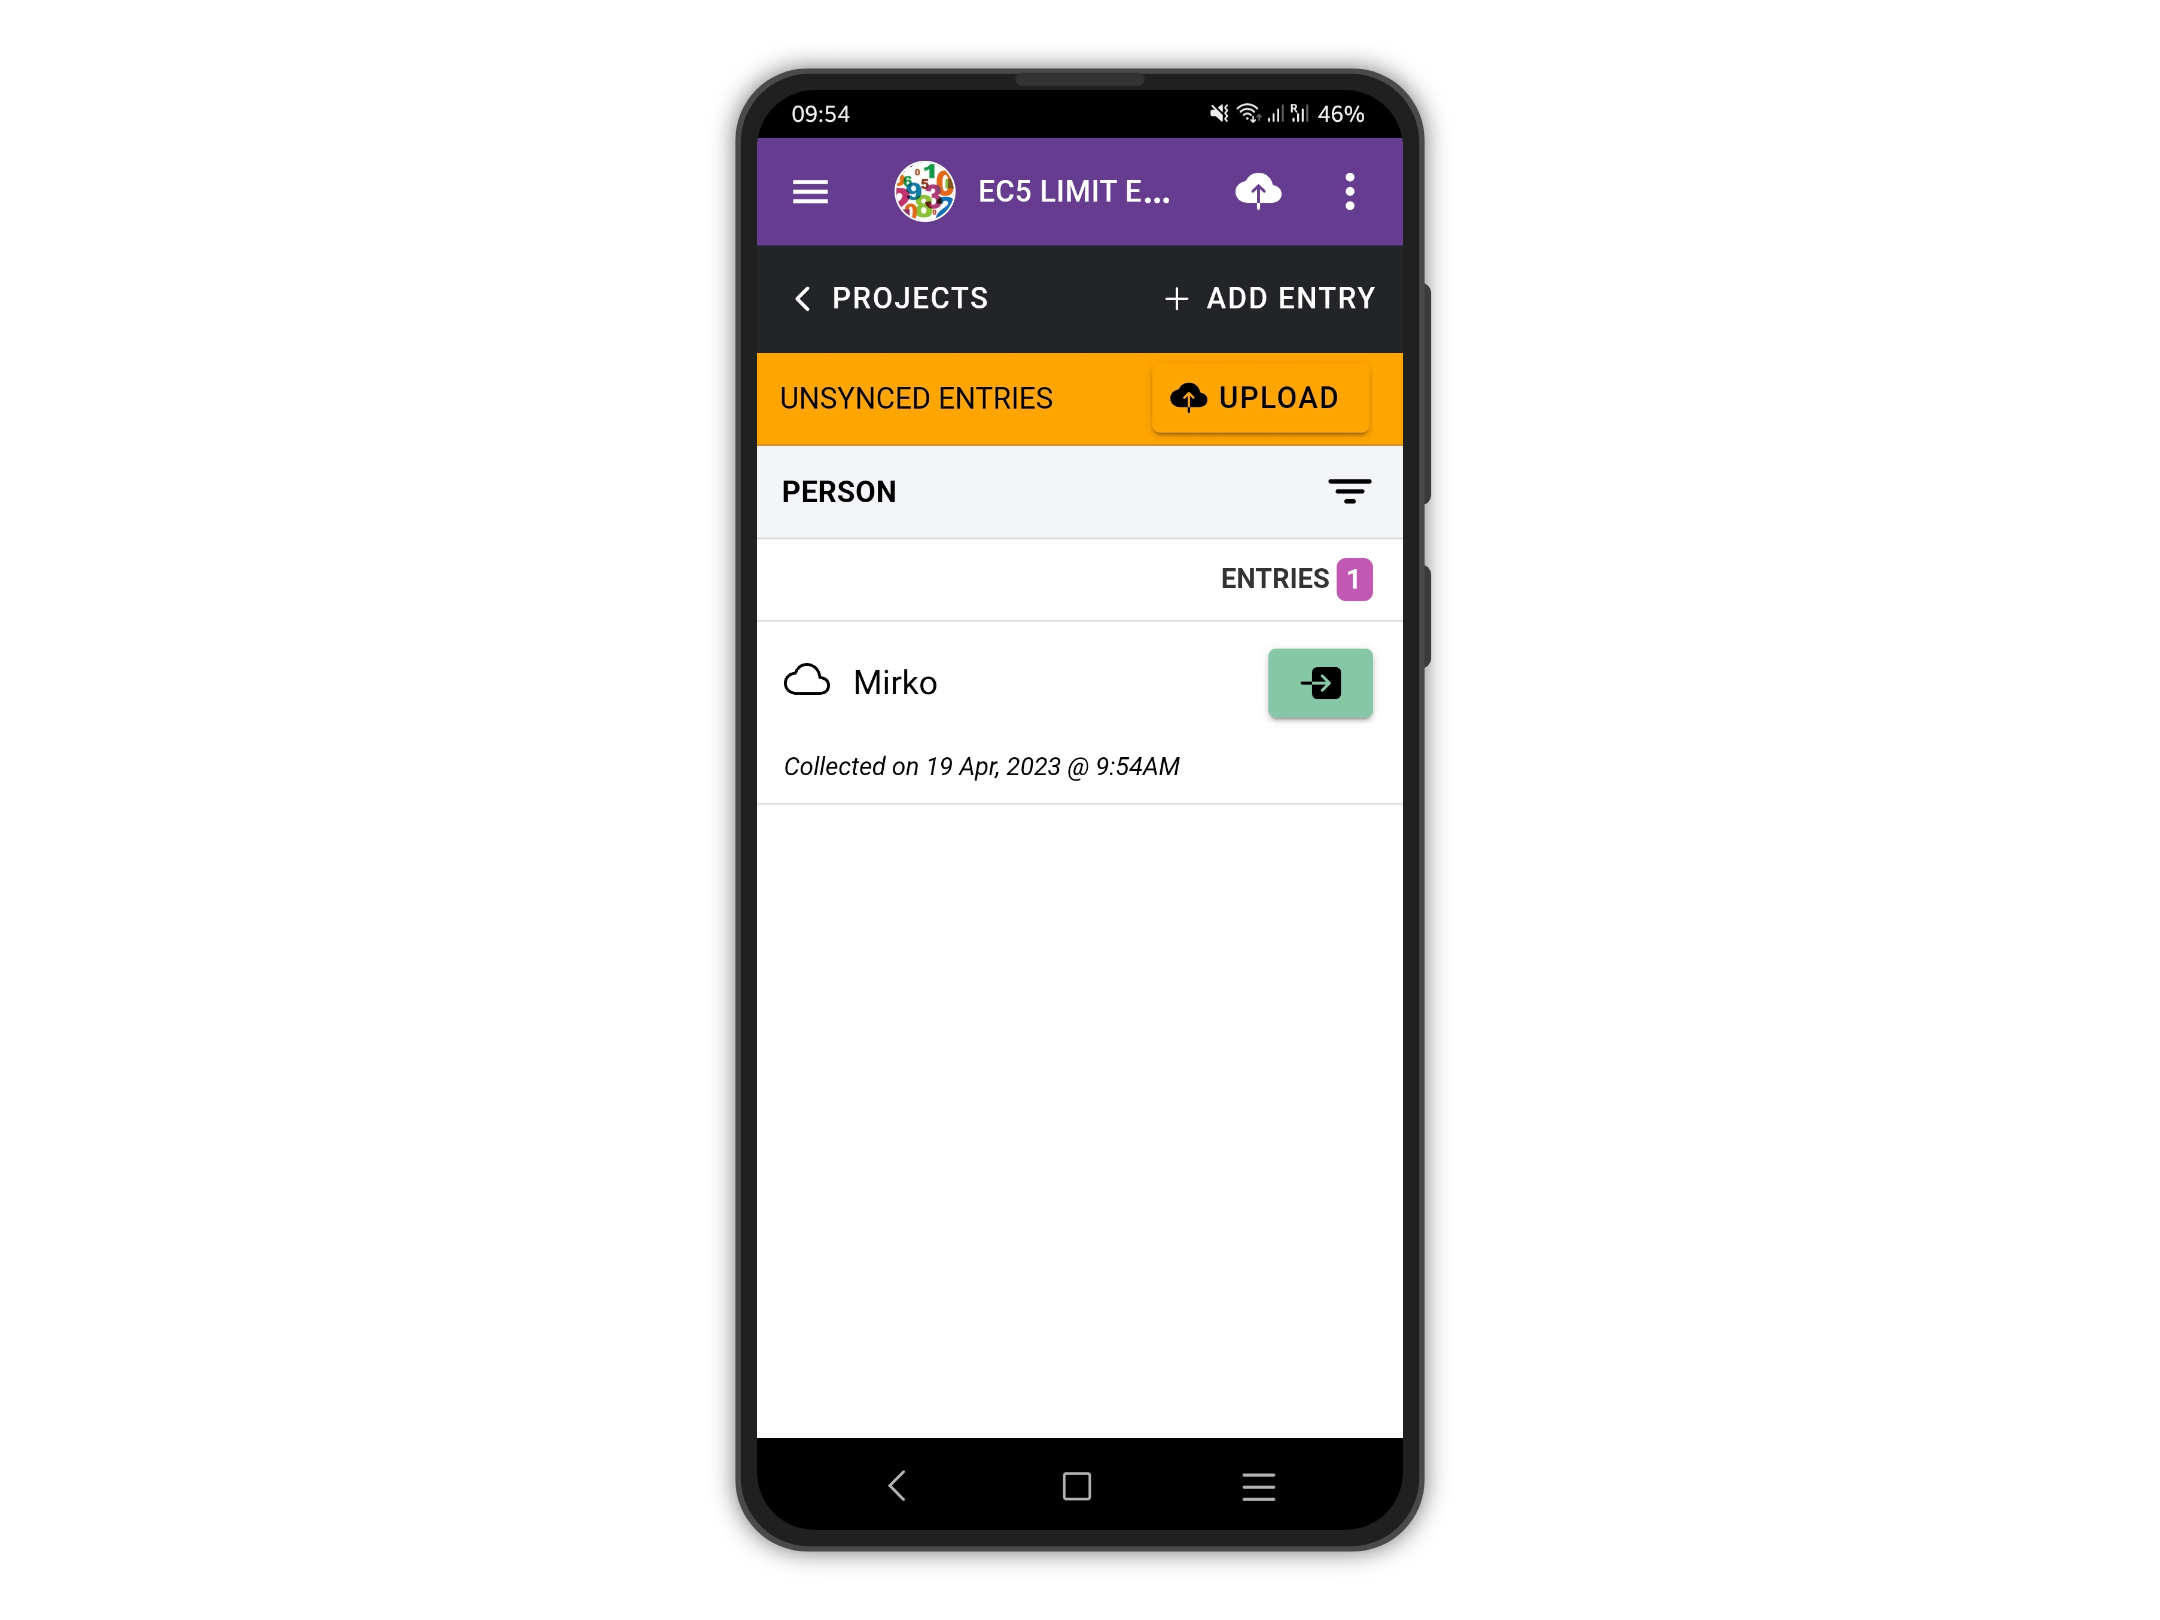 09:54 R 46%
EC5 LIMIT E...
PROJECTS + ADD ENTRY
UNSYNCED ENTRIES UPLOAD
PERSON
ENTRIES 1
Mirko
Collected on 19 Apr, 2023 @ 9:54AM